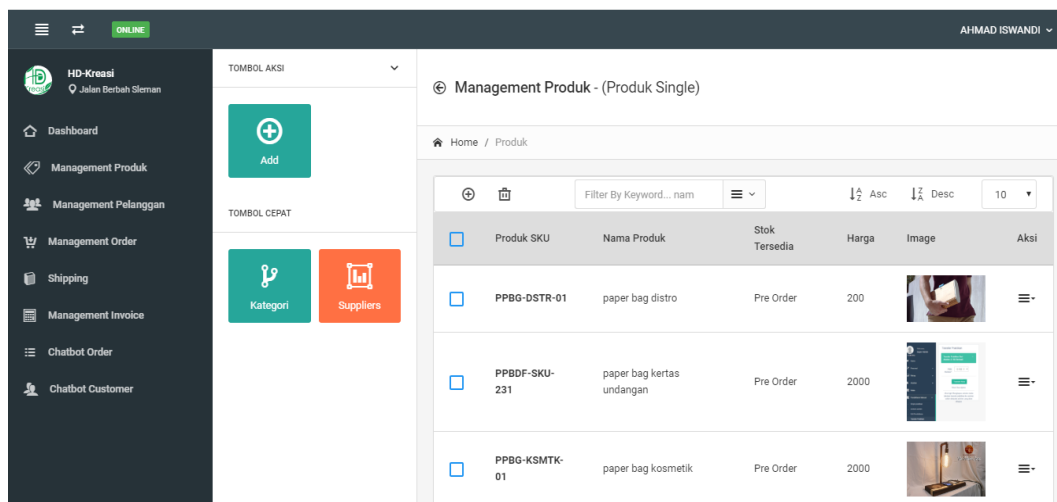 ONLINE
AHMAD ISWANDI
HD-Kreasi
Jalan Berbah Sleman
Dashboard
Management Produk
Management Pelanggan
Management Order
Shipping
Management Invoice
Chatbot Order
Chatbot Customer
TOMBOL AKSI
Add
TOMBOL CEPAT
Kategori
Suppliers
Management Produk - (Produk Single)
Home / Produk
Filter By Keyword... nam
Asc
Desc
10
Produk SKU
Nama Produk
Stok
Tersedia
Harga
Image
Aksi
PPBG-DSTR-01
paper bag distro
Pre Order
200
PPBDF-SKU-
231
paper bag kertas
undangan
Pre Order
2000
PPBG-KSMTK-
01
paper bag kosmetik
Pre Order
2000